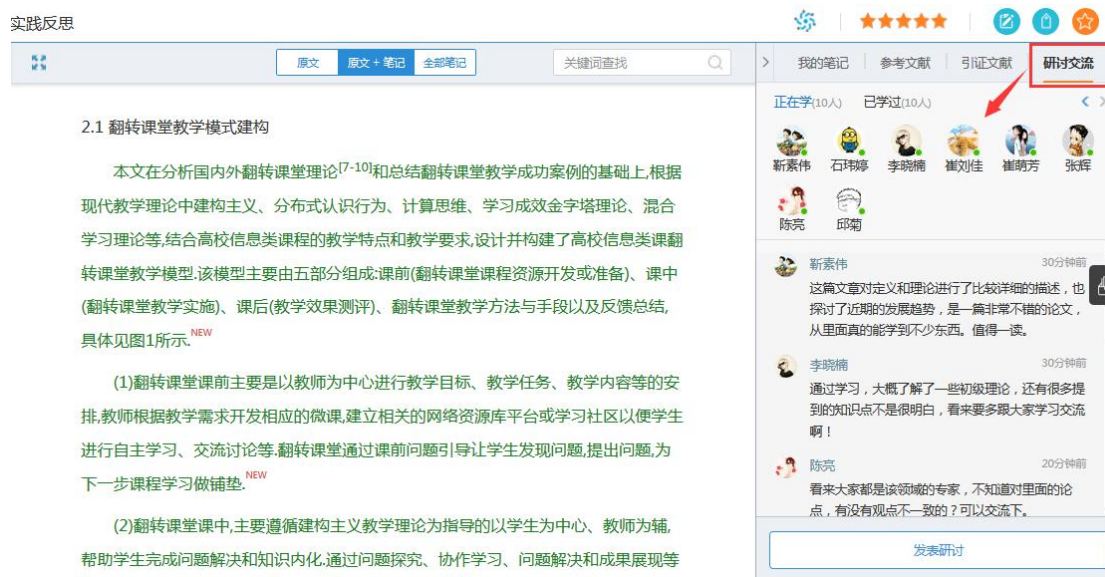 实践反思
原文 原文+笔记 全部笔记 关键词查找
2.1 翻转课堂教学模式建构
本文在分析国内外翻转课堂理论[7-10]和总结翻转课堂教学成功案例的基础上,根据
现代教学理论中建构主义、分布式认识行为、计算思维、学习成效金字塔理论、混合
学习理论等,结合高校信息类课程的教学特点和教学要求,设计并构建了高校信息类课翻
转课堂教学模型.该模型主要由五部分组成:课前(翻转课堂课程资源开发或准备)、课中
(翻转课堂教学实施)、课后(教学效果测评)、翻转课堂教学方法与手段以及反馈总结,
具体见图1所示.NEW
(1)翻转课堂课前主要是以教师为中心进行教学目标、教学任务、教学内容等的安
排,教师根据教学需求开发相应的微课,建立相关的网络资源库平台或学习社区以便学生
进行自主学习、交流讨论等.翻转课堂通过课前问题引导让学生发现问题,提出问题,为
下一步课程学习做铺垫.NEW
(2)翻转课堂课中,主要遵循建构主义教学理论为指导的以学生为中心、教师为辅,
帮助学生完成问题解决和知识内化.通过问题探究、协作学习、问题解决和成果展现等
我的笔记 参考文献 引证文献 研讨交流
正在学(10人) 已学过(10人)
靳素伟 石玮婷 李晓楠 崔刘佳 崔萌芳 张辉
陈亮 邱菊
靳素伟 30分钟前
这篇文章对定义和理论进行了比较详细的描述,也
探讨了近期的发展趋势,是一篇非常不错的论文,
从里面真的能学到不少东西。值得一读。
李晓楠 30分钟前
通过学习,大概了解了一些初级理论,还有很多提
到的知识点不是很明白,看来要多跟大家学习交流
啊!
陈亮 20分钟前
看来大家都是该领域的专家,不知道对里面的论
点,有没有观点不一致的?可以交流下。
发表研讨